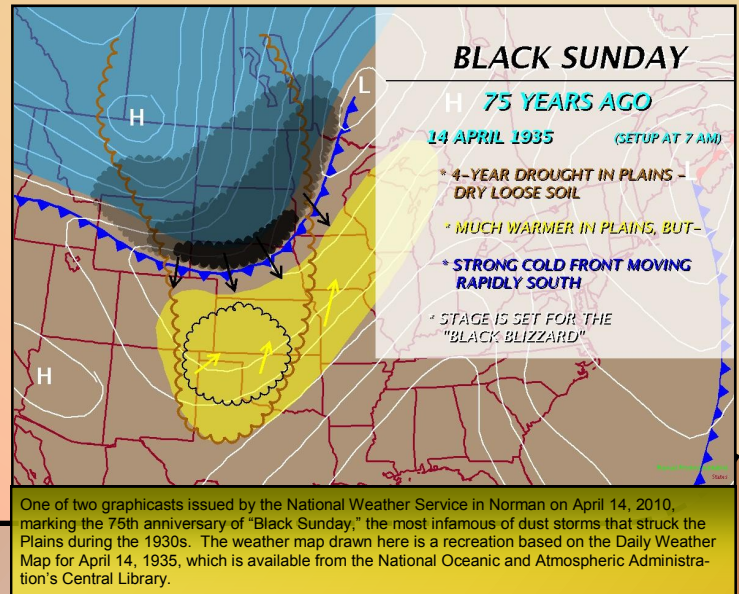 BLACK SUNDAY
75 YEARS AGO
14 APRIL 1935 (SETUP AT 7 AM)
* 4-YEAR DROUGHT IN PLAINS -
DRY LOOSE SOIL
* MUCH WARMER IN PLAINS, BUT-
* STRONG COLD FRONT MOVING
RAPIDLY SOUTH
* STAGE IS SET FOR THE
"BLACK BLIZZARD"
H
L
H
L
H
One of two graphicasts issued by the National Weather Service in Norman on April 14, 2010,
marking the 75th anniversary of “Black Sunday,” the most infamous of dust storms that struck the
Plains during the 1930s. The weather map drawn here is a recreation based on the Daily Weather
Map for April 14, 1935, which is available from the National Oceanic and Atmospheric Administra-
tion’s Central Library.